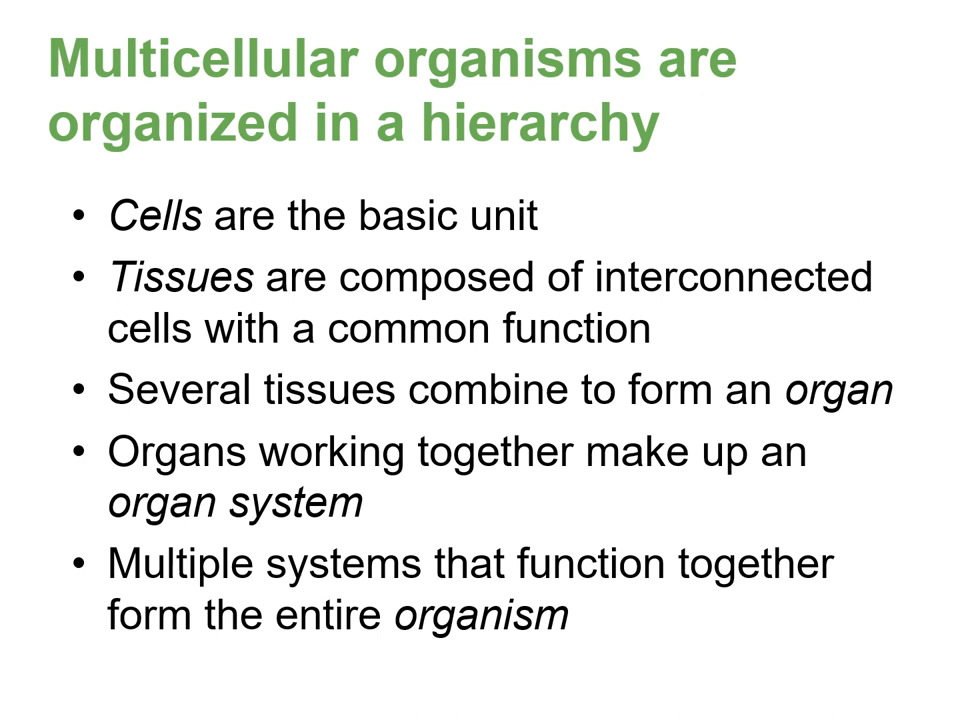 Multicellular organisms are
organized in a hierarchy
• Cells are the basic unit
• Tissues are composed of interconnected
cells with a common function
• Several tissues combine to form an organ
• Organs working together make up an
organ system
• Multiple systems that function together
form the entire organism